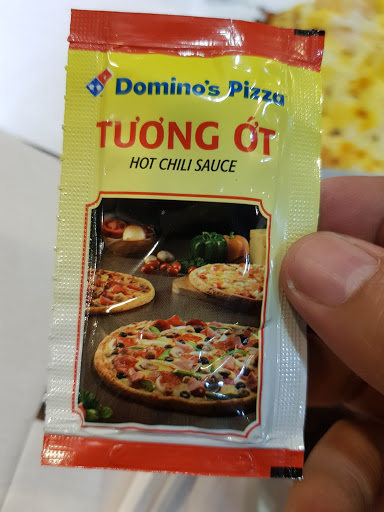 Domino's Pizza
TƯƠNG ỚT
HOT CHILI SAUCE